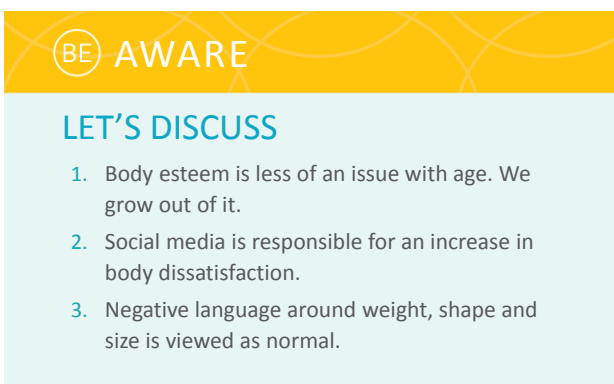 BE AWARE
LET’S DISCUSS
1. Body esteem is less of an issue with age. We
grow out of it.
2. Social media is responsible for an increase in
body dissatisfaction.
3. Negative language around weight, shape and
size is viewed as normal.